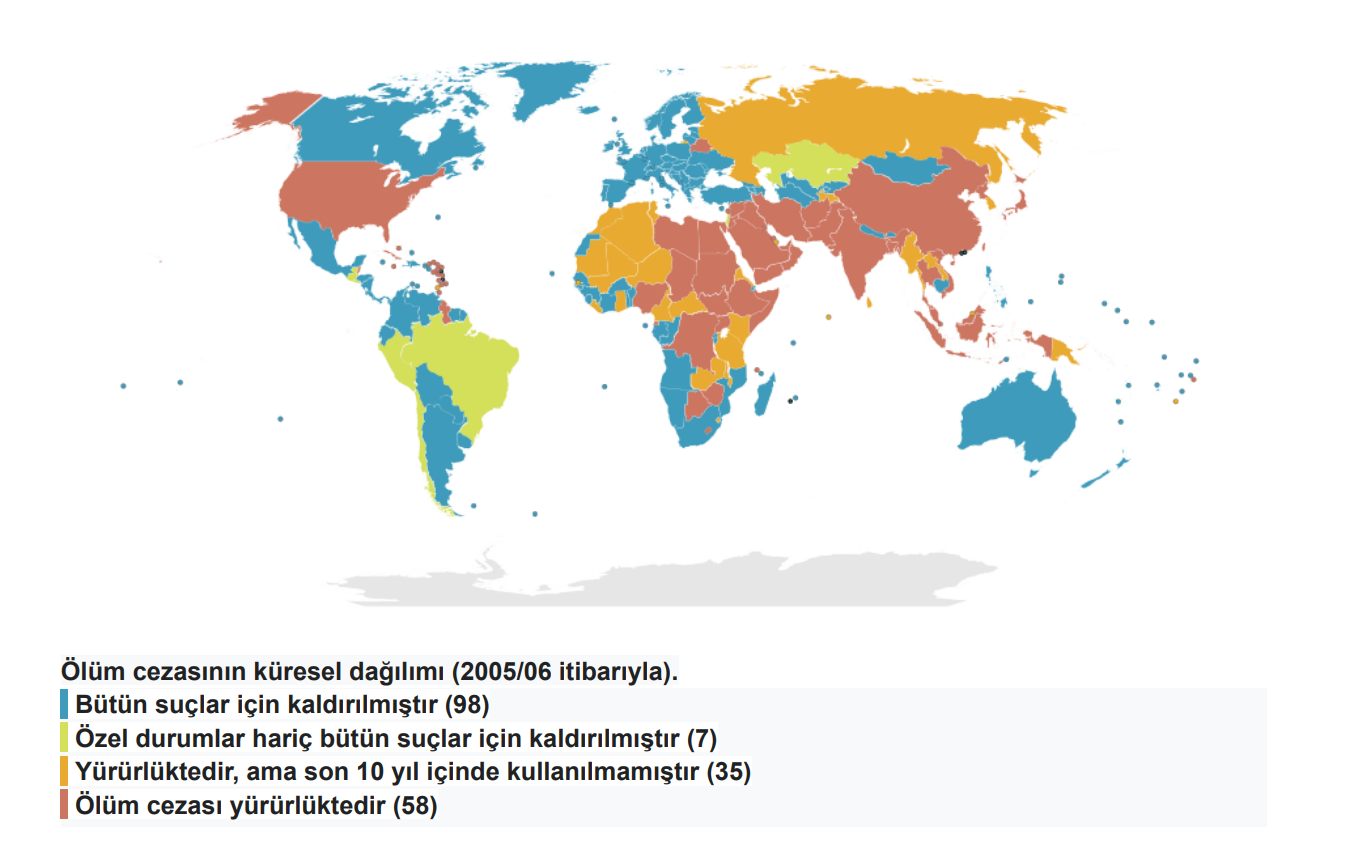 Ölüm cezasının küresel dağılımı (2005/06 itibarıyla).
Bütün suçlar için kaldırılmıştır (98)
Özel durumlar hariç bütün suçlar için kaldırılmıştır (7)
Yürürlüktedir, ama son 10 yıl içinde kullanılmamıştır (35)
Ölüm cezası yürürlüktedir (58)